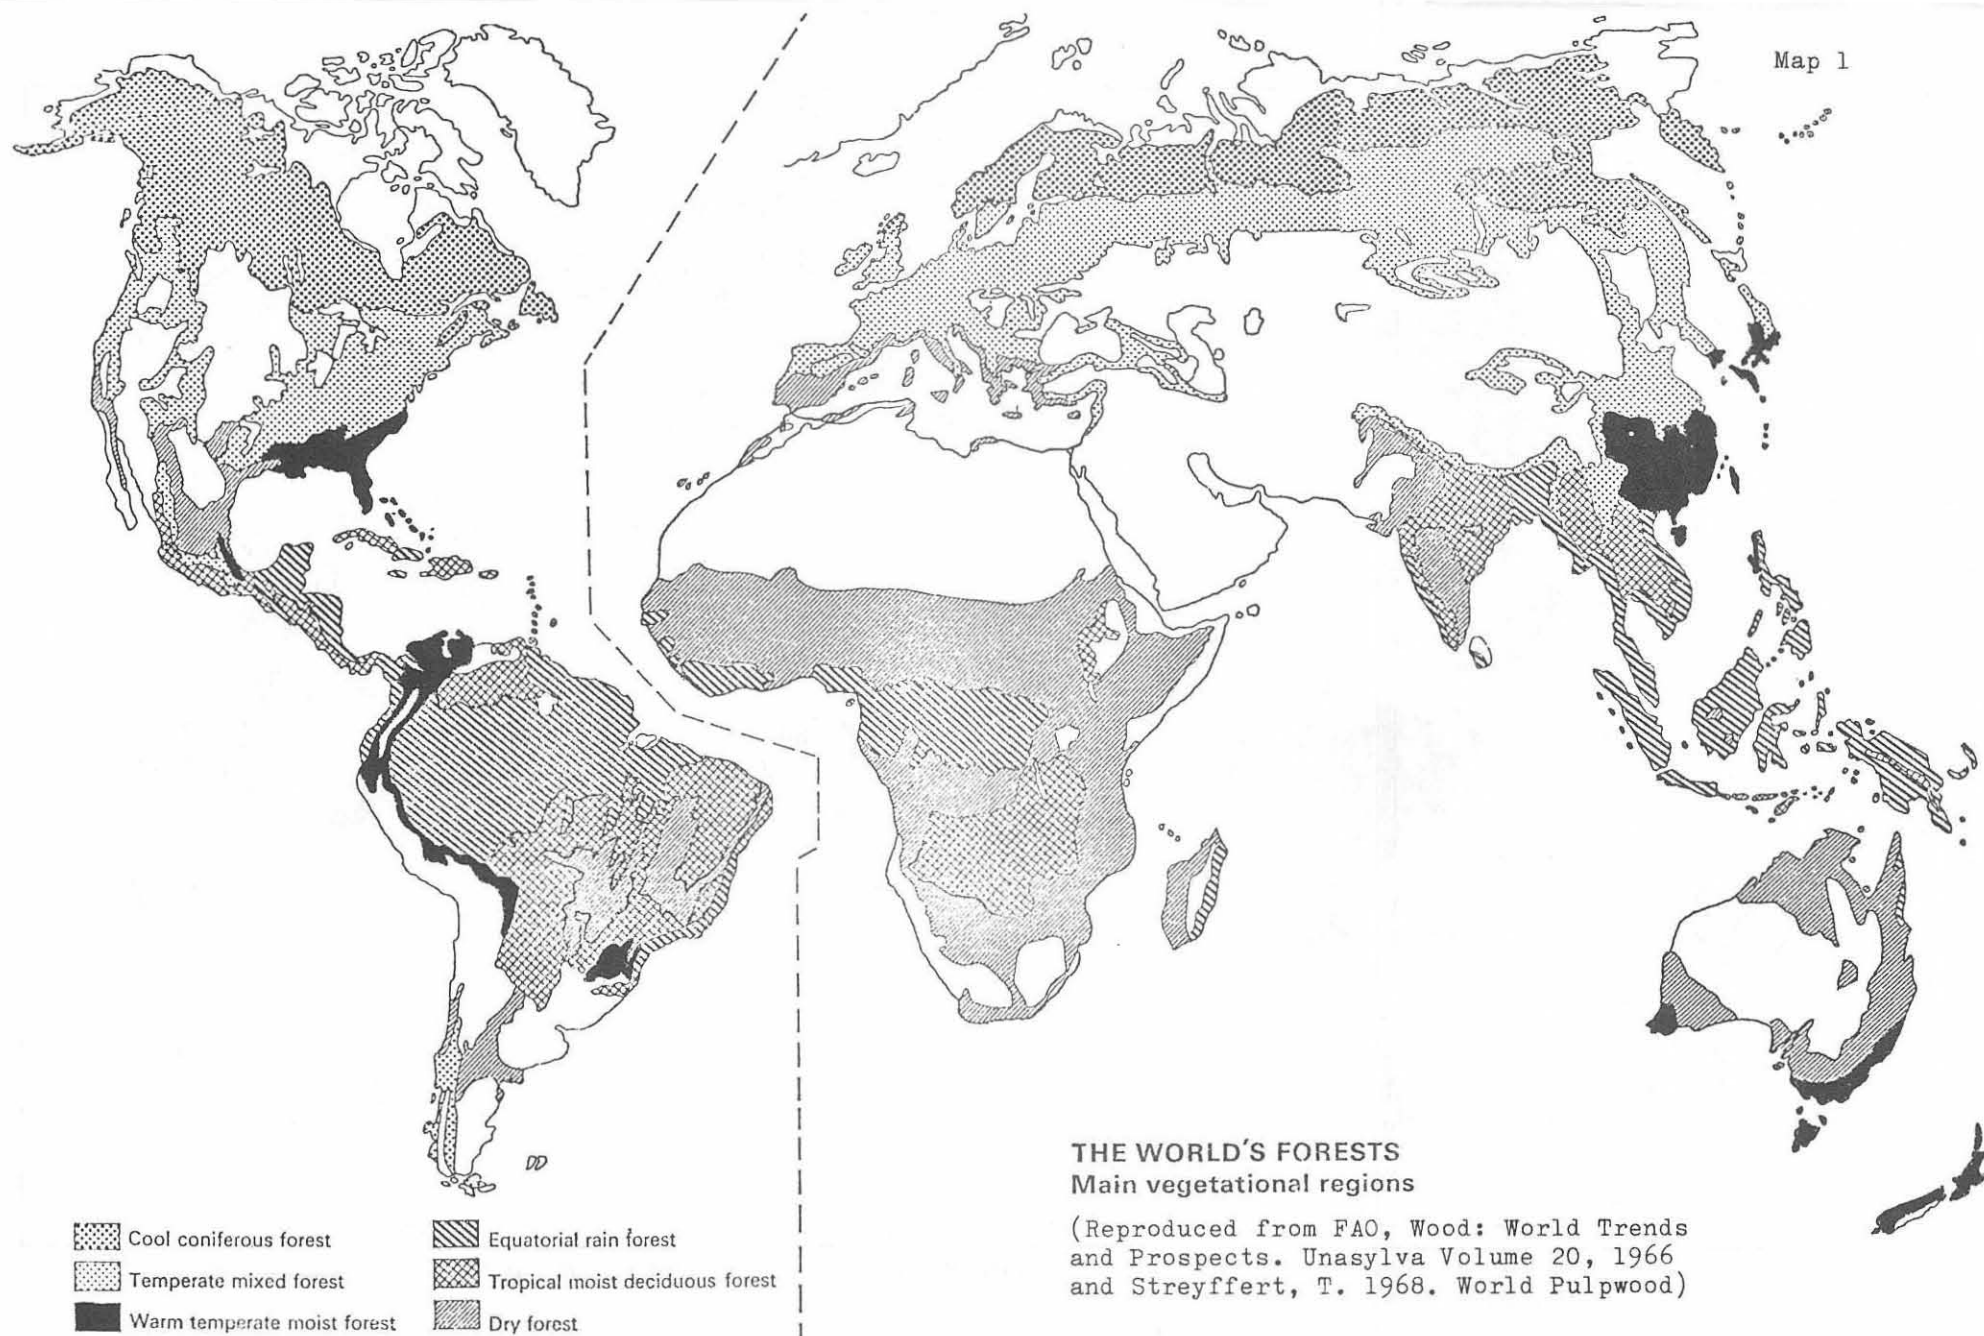 Map 1
THE WORLD'S FORESTS
Main vegetational regions
(Reproduced from FAO, Wood: World Trends
and Prospects. Unasylva Volume 20, 1966
and Streyffert, T. 1968. World Pulpwood)
Cool coniferous forest
Temperate mixed forest
Warm temperate moist forest
Equatorial rain forest
Tropical moist deciduous forest
Dry forest